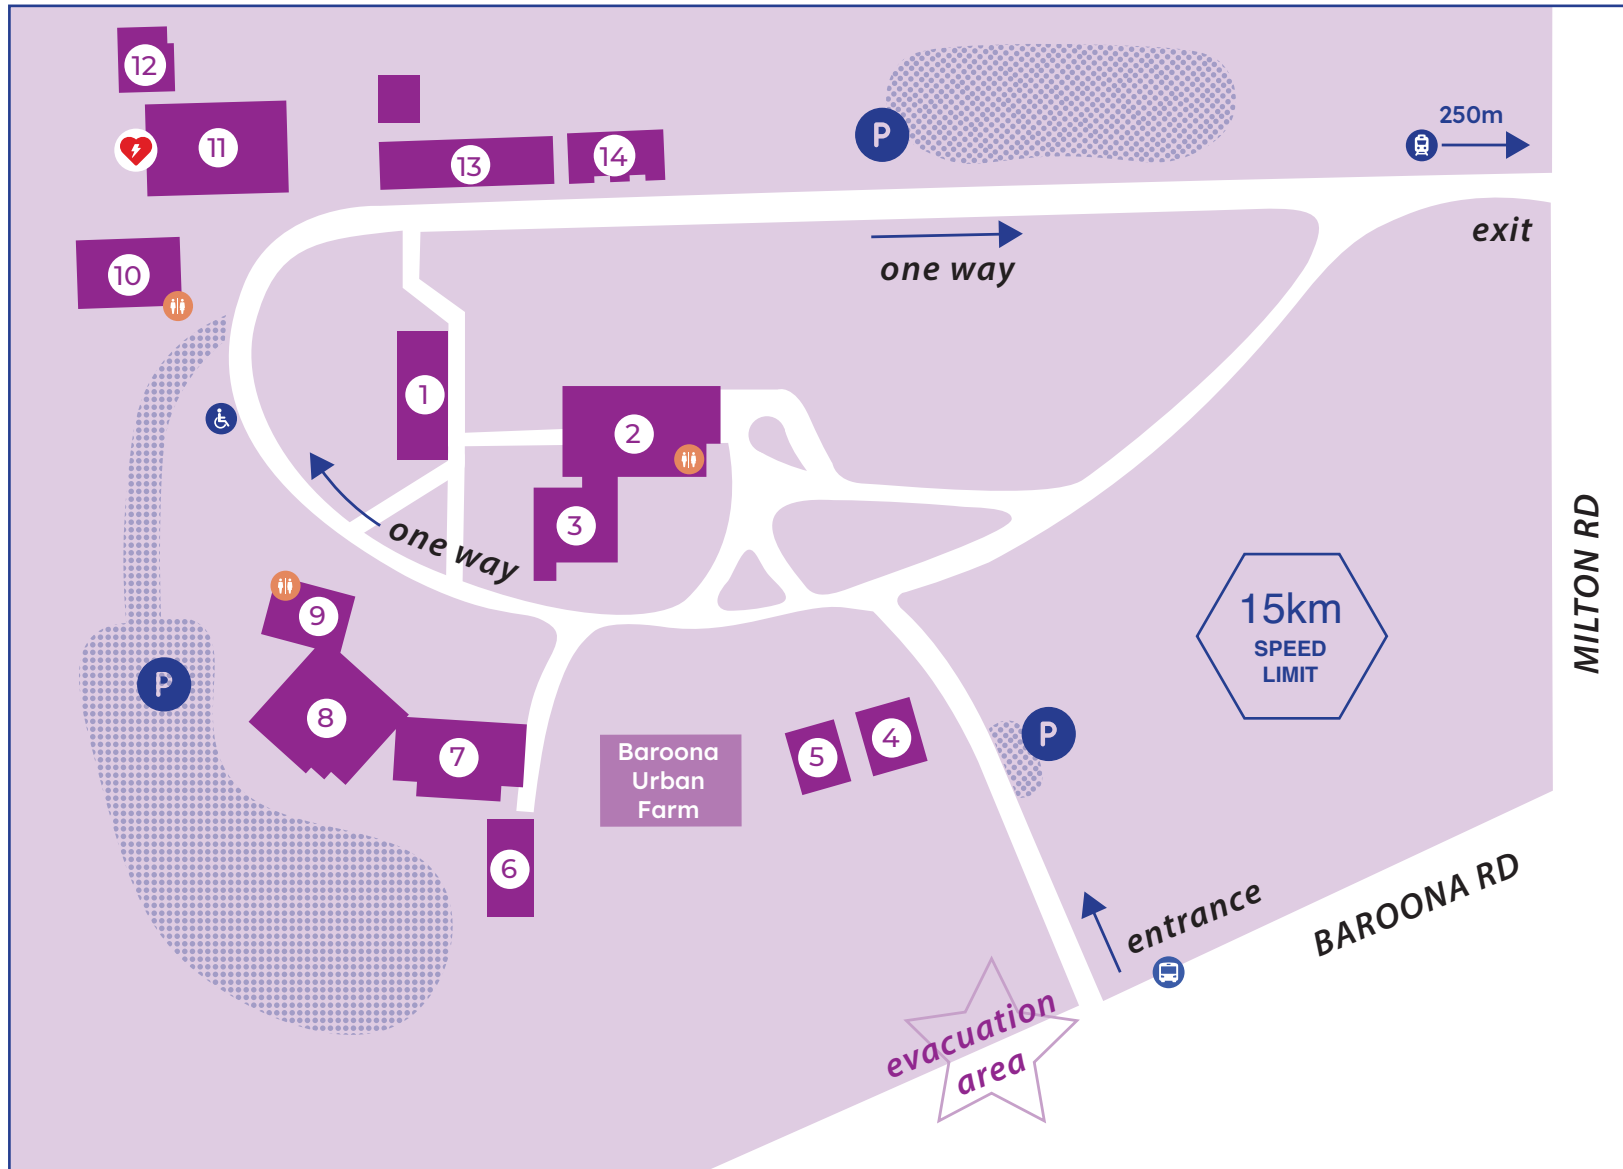 12
11
13
14
P
250m
exit
one way
10
1
2
3
one way
9
15km
SPEED
LIMIT
MILTON RD
P
8
7
Baroona
Urban
Farm
5
4
P
6
entrance
BAROONA RD
evacuation
area